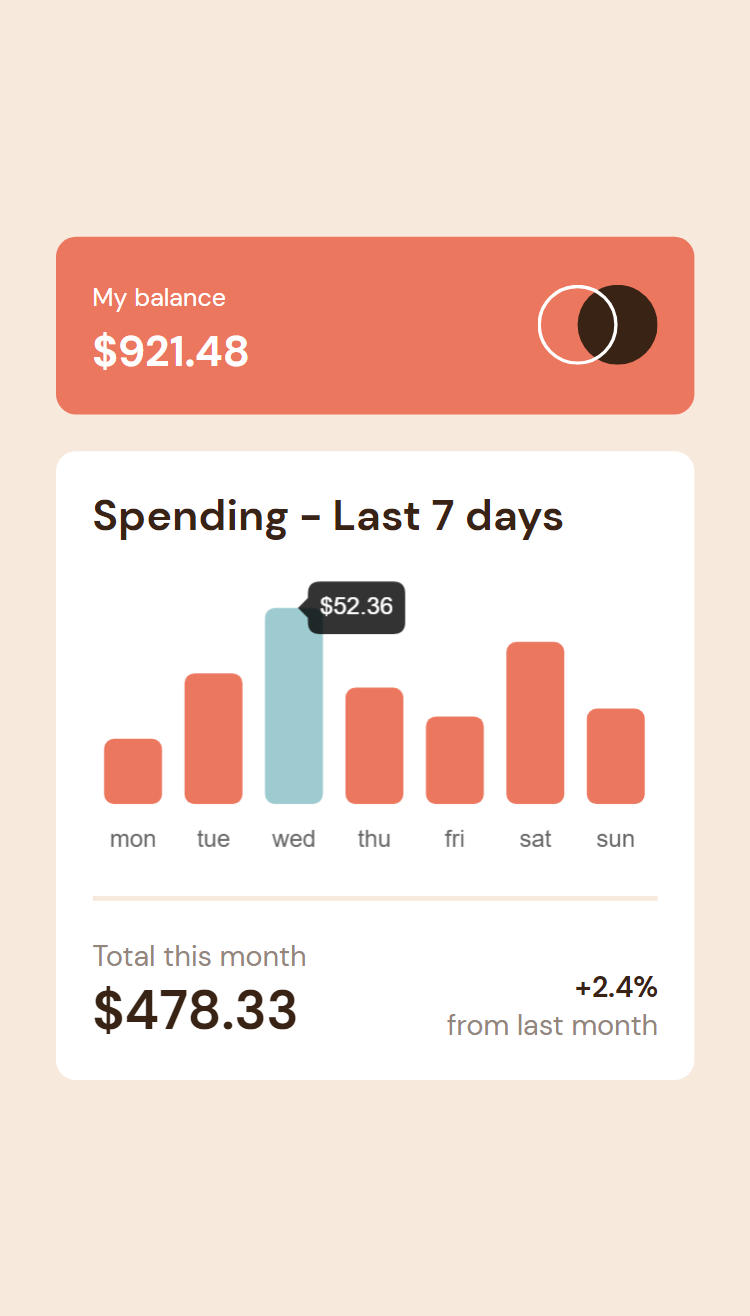 My balance
$921.48
Spending - Last 7 days
$52.36
mon tue wed thu fri sat sun
Total this month
$478.33
+2.4%
from last month